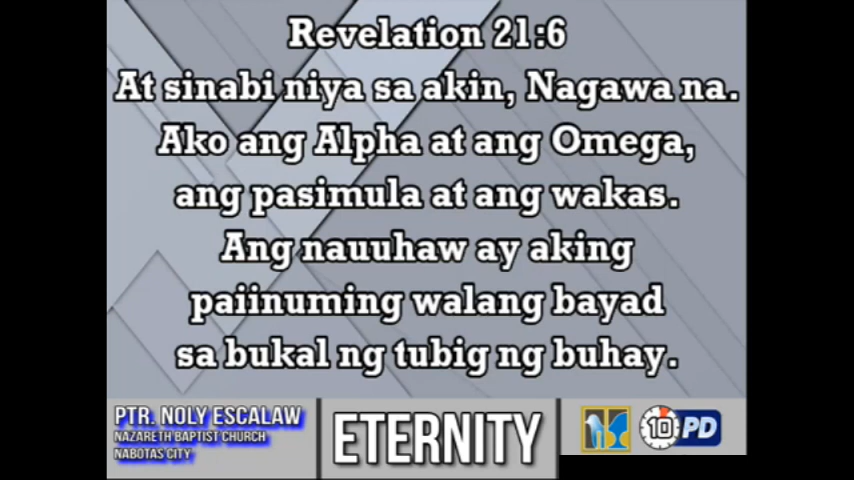 Revelation 21:6
At sinabi niya sa akin, Nagawa na.
Ako ang Alpha at ang Omega,
ang pasimula at ang wakas.
Ang nauuhaw ay aking
paiinuming walang bayad
sa bukal ng tubig ng buhay.
PTR. NOLY ESCALAW
NAZARETH BAPTIST CHURCH
NABOTAS CITY
ETERNITY
10 PD